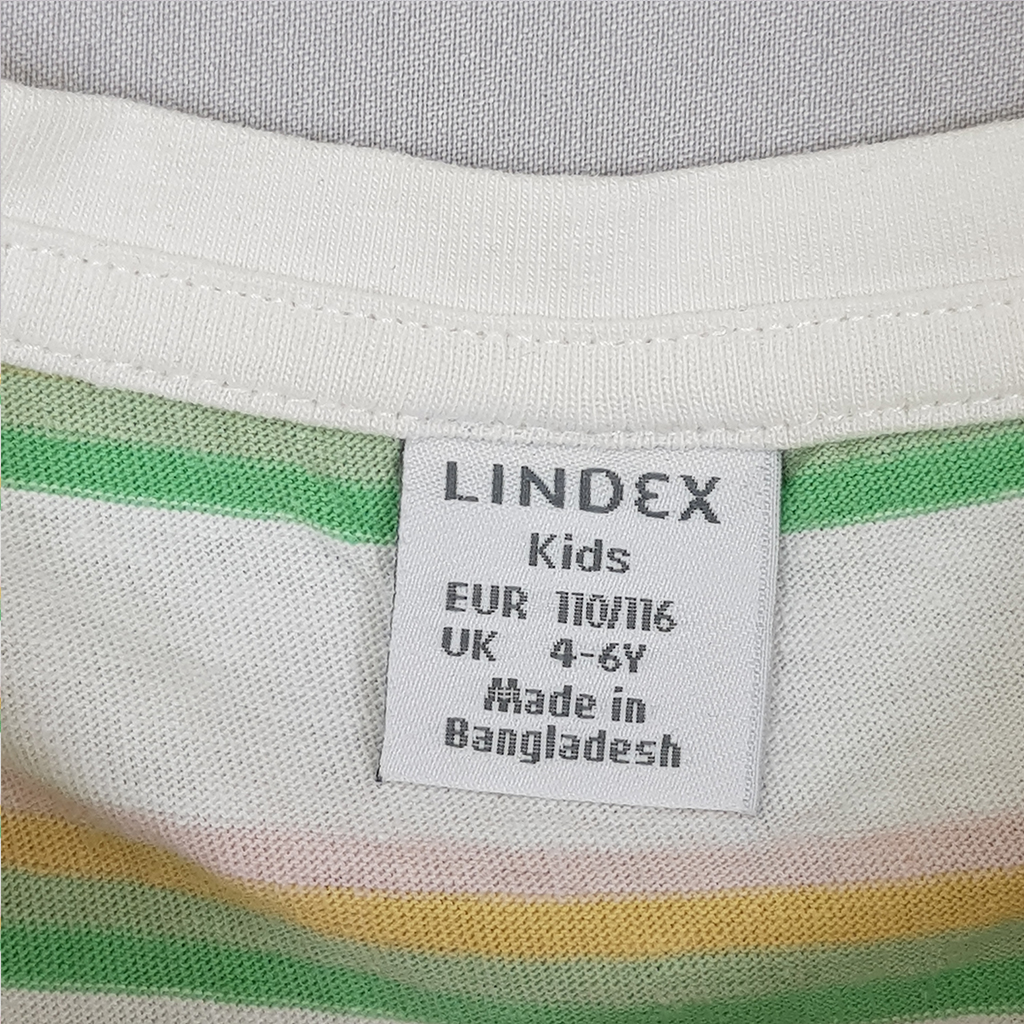 LINDEX
Kids
EUR 110/116
UK 4-6Y
Made in
Bangladesh